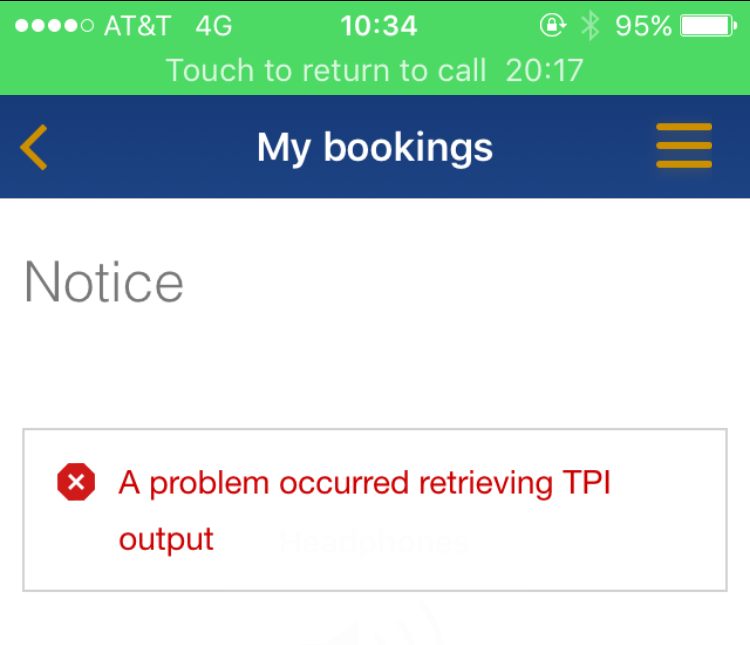 AT&T 4G 10:34 95%
Touch to return to call 20:17
My bookings
Notice
A problem occurred retrieving TPI
output
Headphones